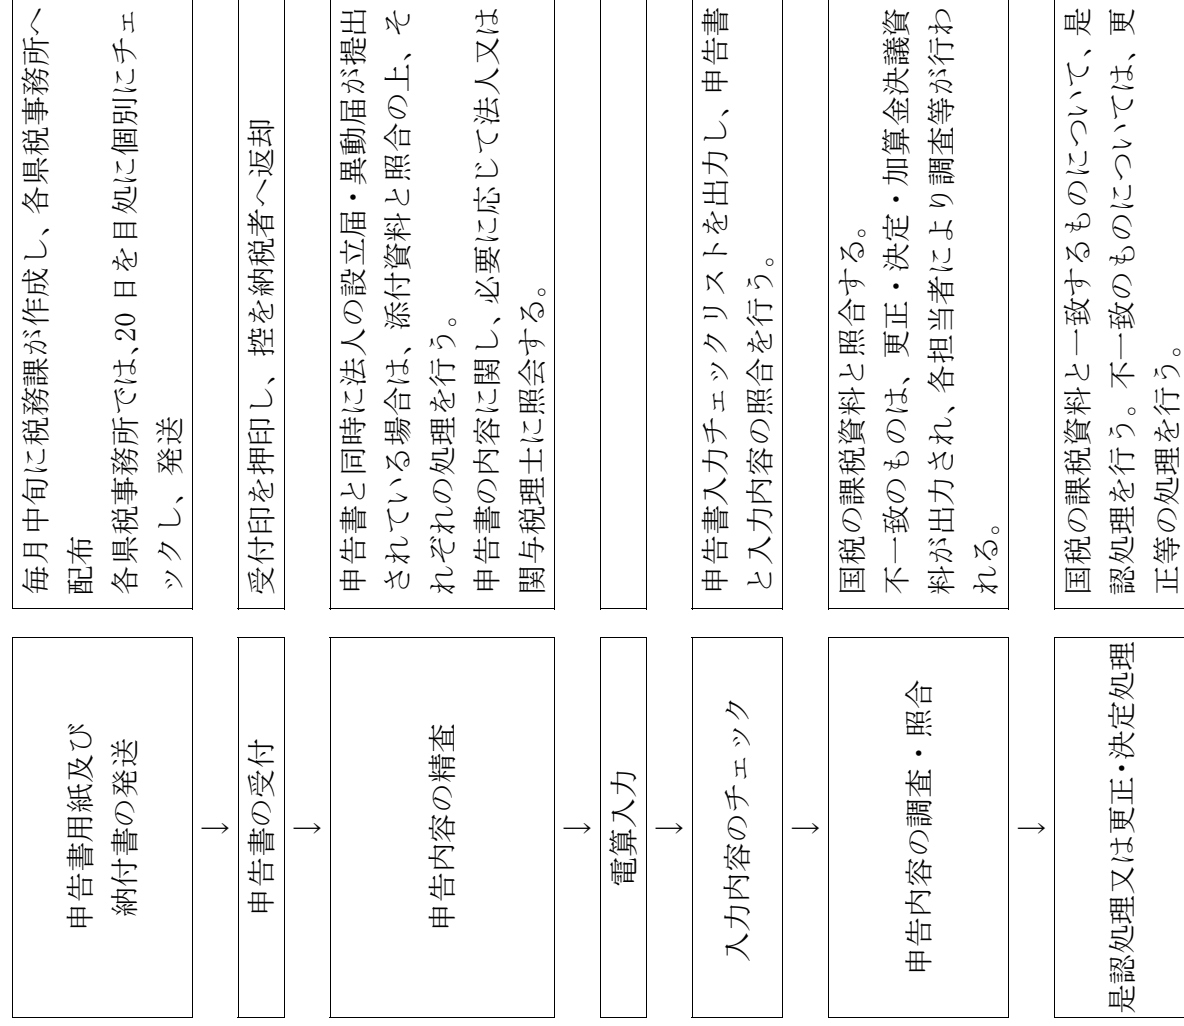 申告書用紙及び
納付書の発送
毎月中旬に税務課が作成し、各県税事務所へ
配布
各県税事務所では、20 日を目処に個別にチェ
ックし、発送
↓
申告書の受付
受付印を押印し、控を納税者へ返却
↓
申告内容の精査
申告書と同時に法人の設立届・異動届が提出
されている場合は、添付資料と照合の上、そ
れぞれの処理を行う。
申告書の内容に関し、必要に応じて法人又は
関与税理士に照会する。
↓
電算入力
↓
入力内容のチェック
申告書入力チェックリストを出力し、申告書
と入力内容の照合を行う。
↓
申告内容の調査・照合
国税の課税資料と照合する。
不一致のものは、更正・決定・加算金決議資
料が出力され、各担当者により調査等が行わ
れる。
↓
是認処理又は更正・決定処理
国税の課税資料と一致するものについて、是
認処理を行う。不一致のものについては、更
正等の処理を行う。